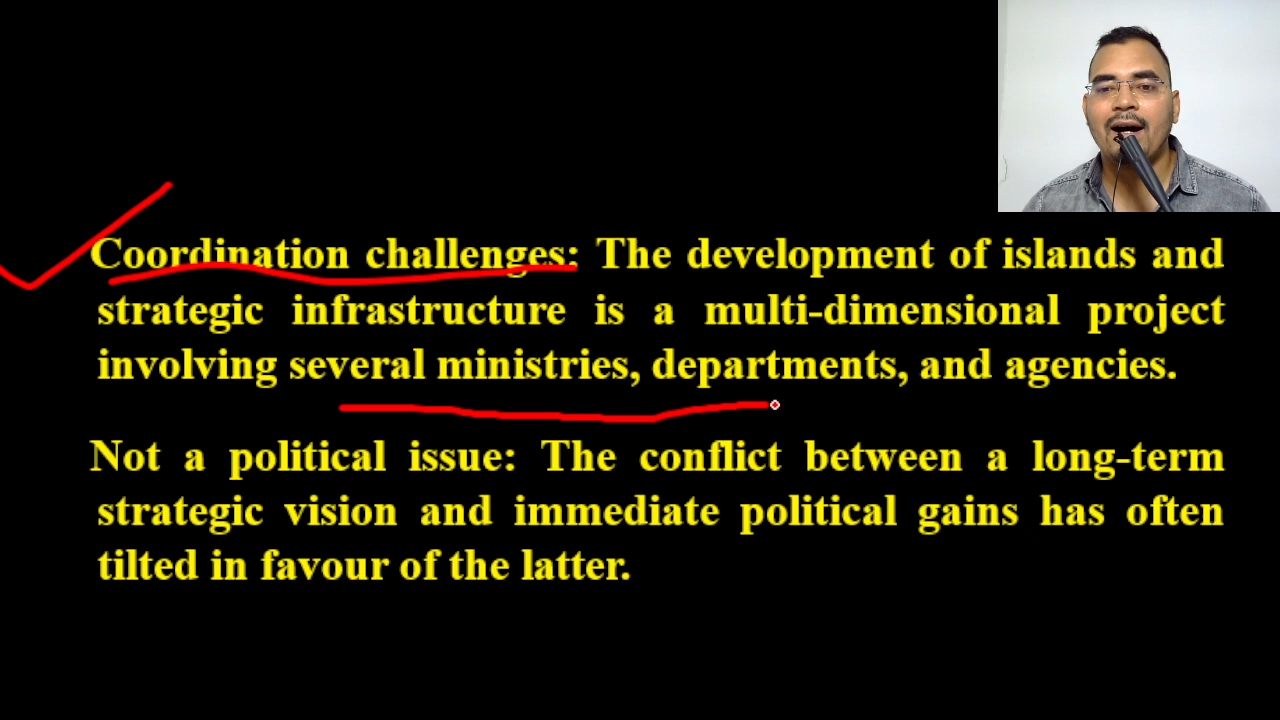 Coordination challenges: The development of islands and
strategic infrastructure is a multi-dimensional project
involving several ministries, departments, and agencies.
Not a political issue: The conflict between a long-term
strategic vision and immediate political gains has often
tilted in favour of the latter.